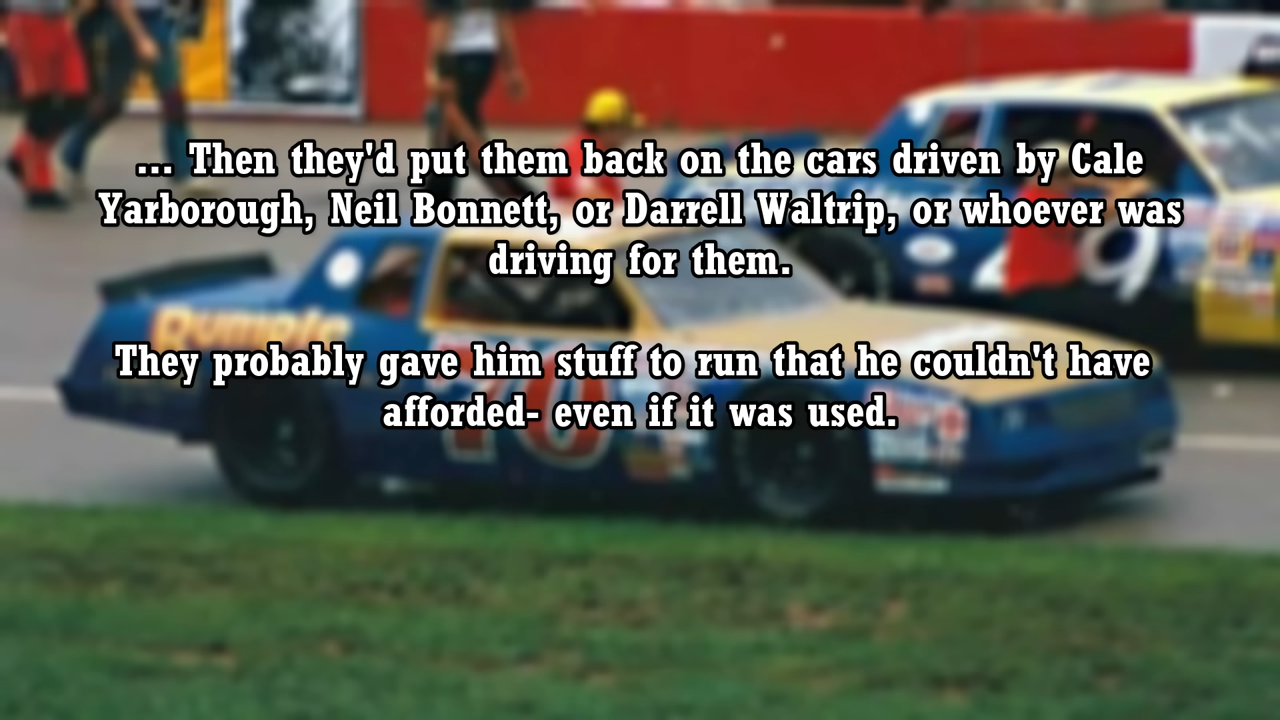 ... Then they'd put them back on the cars driven by Cale
Yarborough, Neil Bonnett, or Darrell Waltrip, or whoever was
driving for them.
They probably gave him stuff to run that he couldn't have
afforded- even if it was used.
Rumple
70